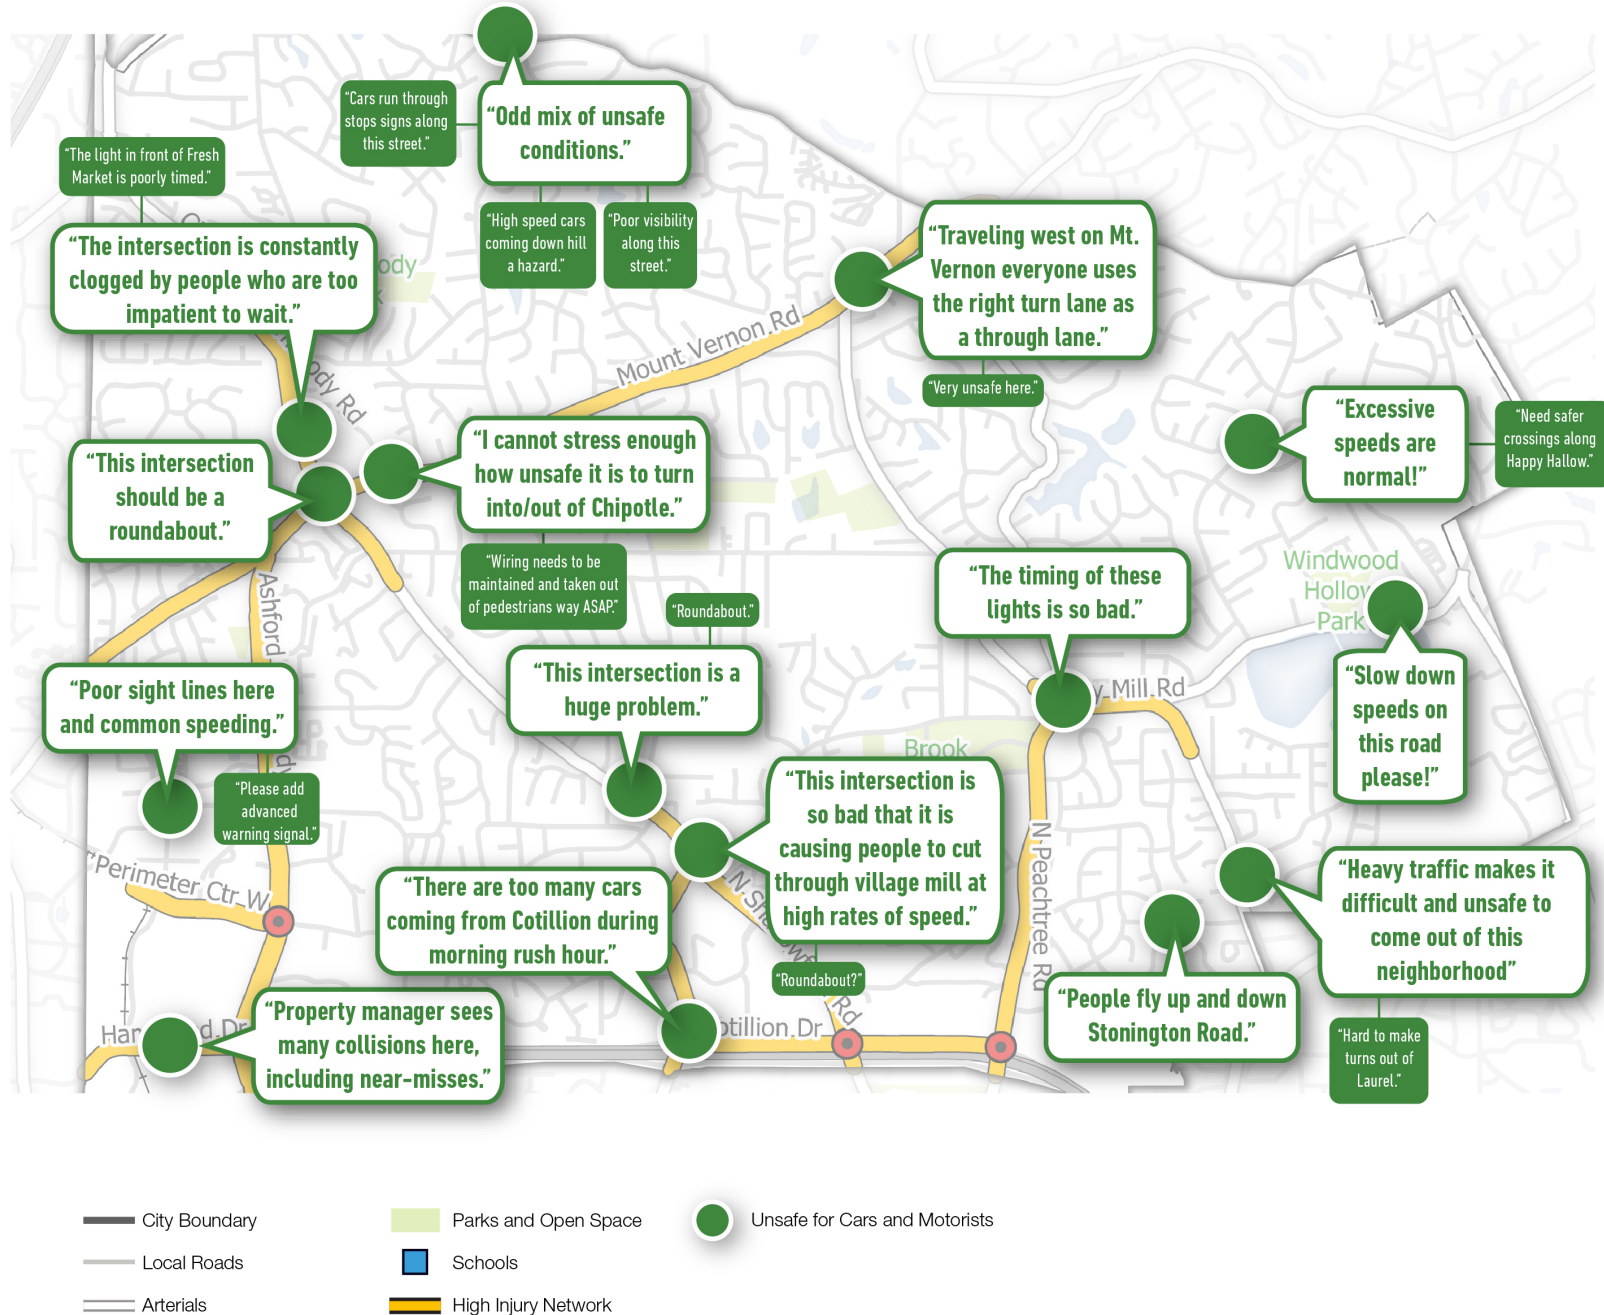 “Cars run through
stops signs along
this street.”
“Odd mix of unsafe
conditions.”
“The light in front of Fresh
Market is poorly timed.”
“High speed cars
coming down hill
a hazard.”
“Poor visibility
along this
street.”
“The intersection is constantly
clogged by people who are too
impatient to wait.”
“Traveling west on Mt.
Vernon everyone uses
the right turn lane as
a through lane.”
“Very unsafe here.”
Mount Vernon Rd
ody
ody Rd
“Excessive
speeds are
normal!”
“Need safer
crossings along
Happy Hallow.”
“This intersection
should be a
roundabout.”
“I cannot stress enough
how unsafe it is to turn
into/out of Chipotle.”
“Wiring needs to be
maintained and taken out
of pedestrians way ASAP.”
Ashford
“The timing of these
lights is so bad.”
Windwood
Hollow
Park
“Roundabout.”
“This intersection is a
huge problem.”
“Poor sight lines here
and common speeding.”
“Please add
advanced
warning signal.”
y Mill Rd
“Slow down
speeds on
this road
please!”
Brook
“This intersection is
so bad that it is
causing people to cut
through village mill at
high rates of speed.”
“Roundabout?”
N Peachtree Rd
Perimeter Ctr W
“There are too many cars
coming from Cotillion during
morning rush hour.”
N Sha
Rd
“Heavy traffic makes it
difficult and unsafe to
come out of this
neighborhood”
“Hard to make
turns out of
Laurel.”
“People fly up and down
Stonington Road.”
Ham
d Dr
“Property manager sees
many collisions here,
including near-misses.”
otillion Dr
City Boundary
Local Roads
Arterials
Parks and Open Space
Schools
High Injury Network
Unsafe for Cars and Motorists